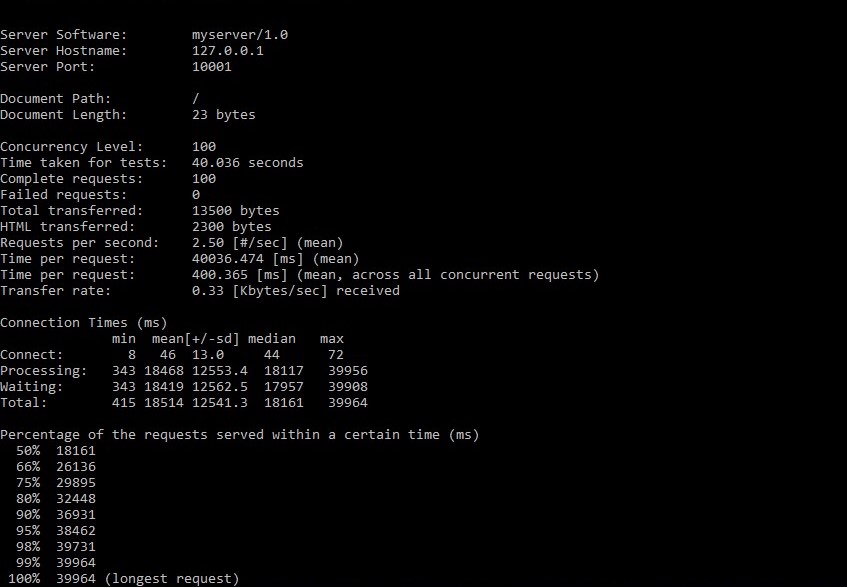 Server Software:        myserver/1.0
Server Hostname:        127.0.0.1
Server Port:            10001
Document Path:          /
Document Length:        23 bytes
Concurrency Level:      100
Time taken for tests:   40.036 seconds
Complete requests:      100
Failed requests:        0
Total transferred:      13500 bytes
HTML transferred:       2300 bytes
Requests per second:    2.50 [#/sec] (mean)
Time per request:       40036.474 [ms] (mean)
Time per request:       400.365 [ms] (mean, across all concurrent requests)
Transfer rate:          0.33 [Kbytes/sec] received
Connection Times (ms)
              min  mean[+/-sd] median   max
Connect:        8   46  13.0     44      72
Processing:   343 18468 12553.4  18117   39956
Waiting:      343 18419 12562.5  17957   39908
Total:        415 18514 12541.3  18161   39964
Percentage of the requests served within a certain time (ms)
  50%  18161
  66%  26136
  75%  29895
  80%  32448
  90%  36931
  95%  38462
  98%  39731
  99%  39964
 100%  39964 (longest request)